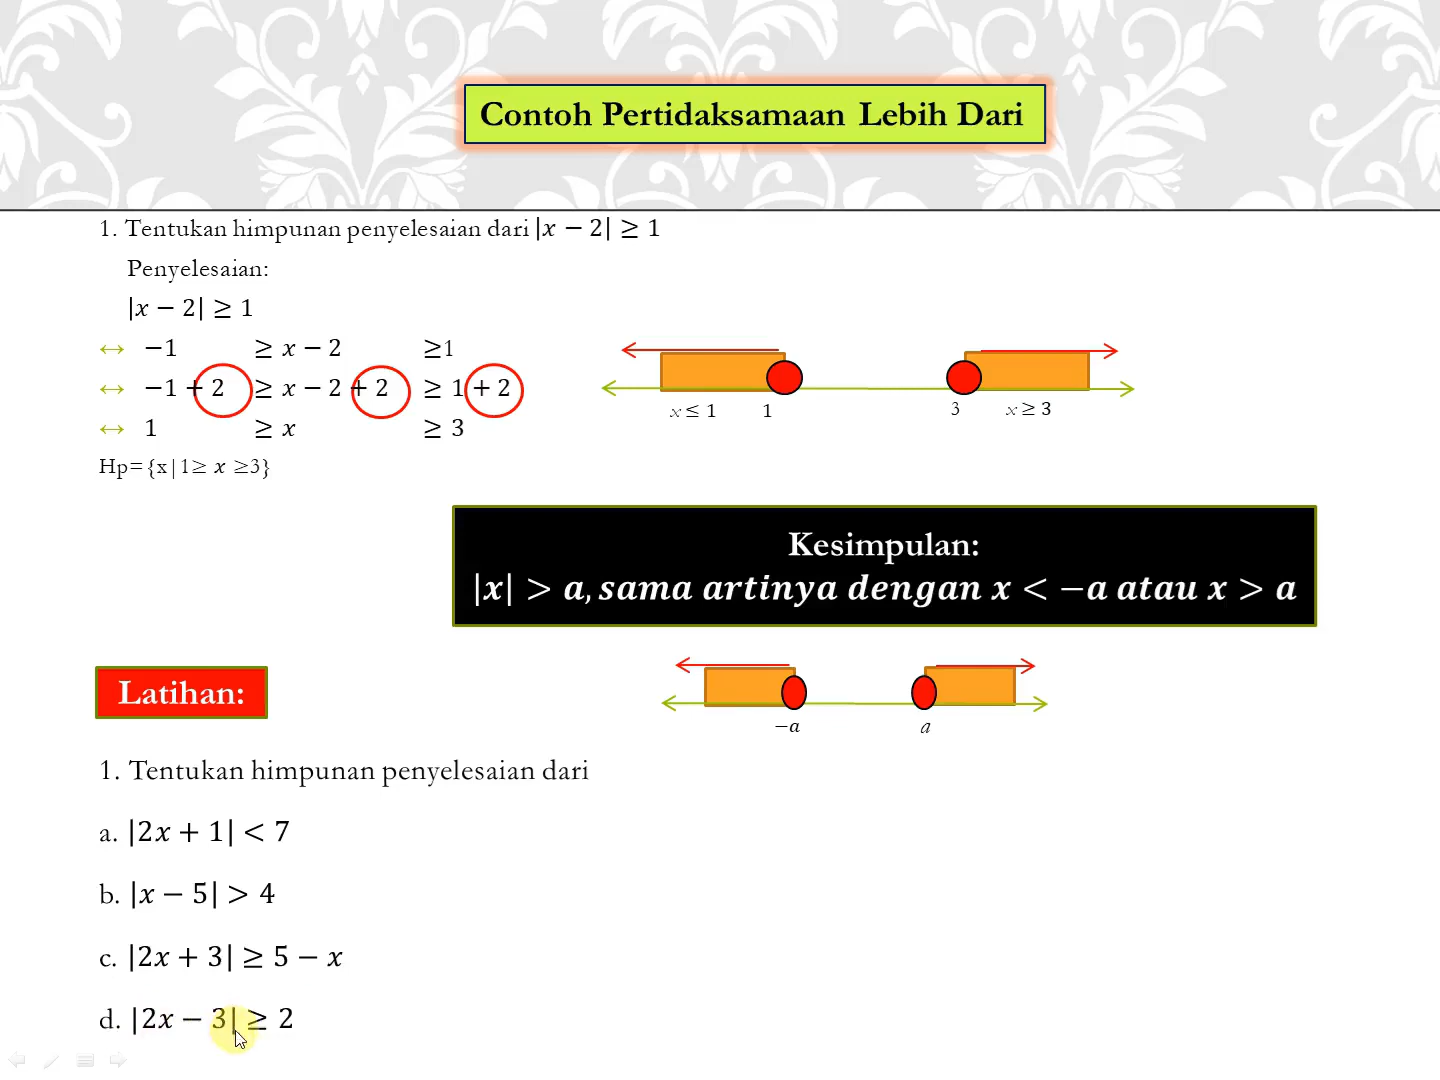 Contoh Pertidaksamaan Lebih Dari
1. Tentukan himpunan penyelesaian dari |x − 2| ≥ 1
Penyelesaian:
|x − 2| ≥ 1
↔ −1 ≥ x − 2 ≥1
↔ −1 + 2 ≥ x − 2 + 2 ≥ 1 + 2
↔ 1 ≥ x ≥ 3
Hp={x|1≥ x ≥3}
x ≤ 1 1 3 x ≥ 3
Kesimpulan:
|x| > a, sama artinya dengan x < −a atau x > a
−a a
Latihan:
1. Tentukan himpunan penyelesaian dari
a. |2x + 1| < 7
b. |x − 5| > 4
c. |2x + 3| ≥ 5 − x
d. |2x − 3| ≥ 2